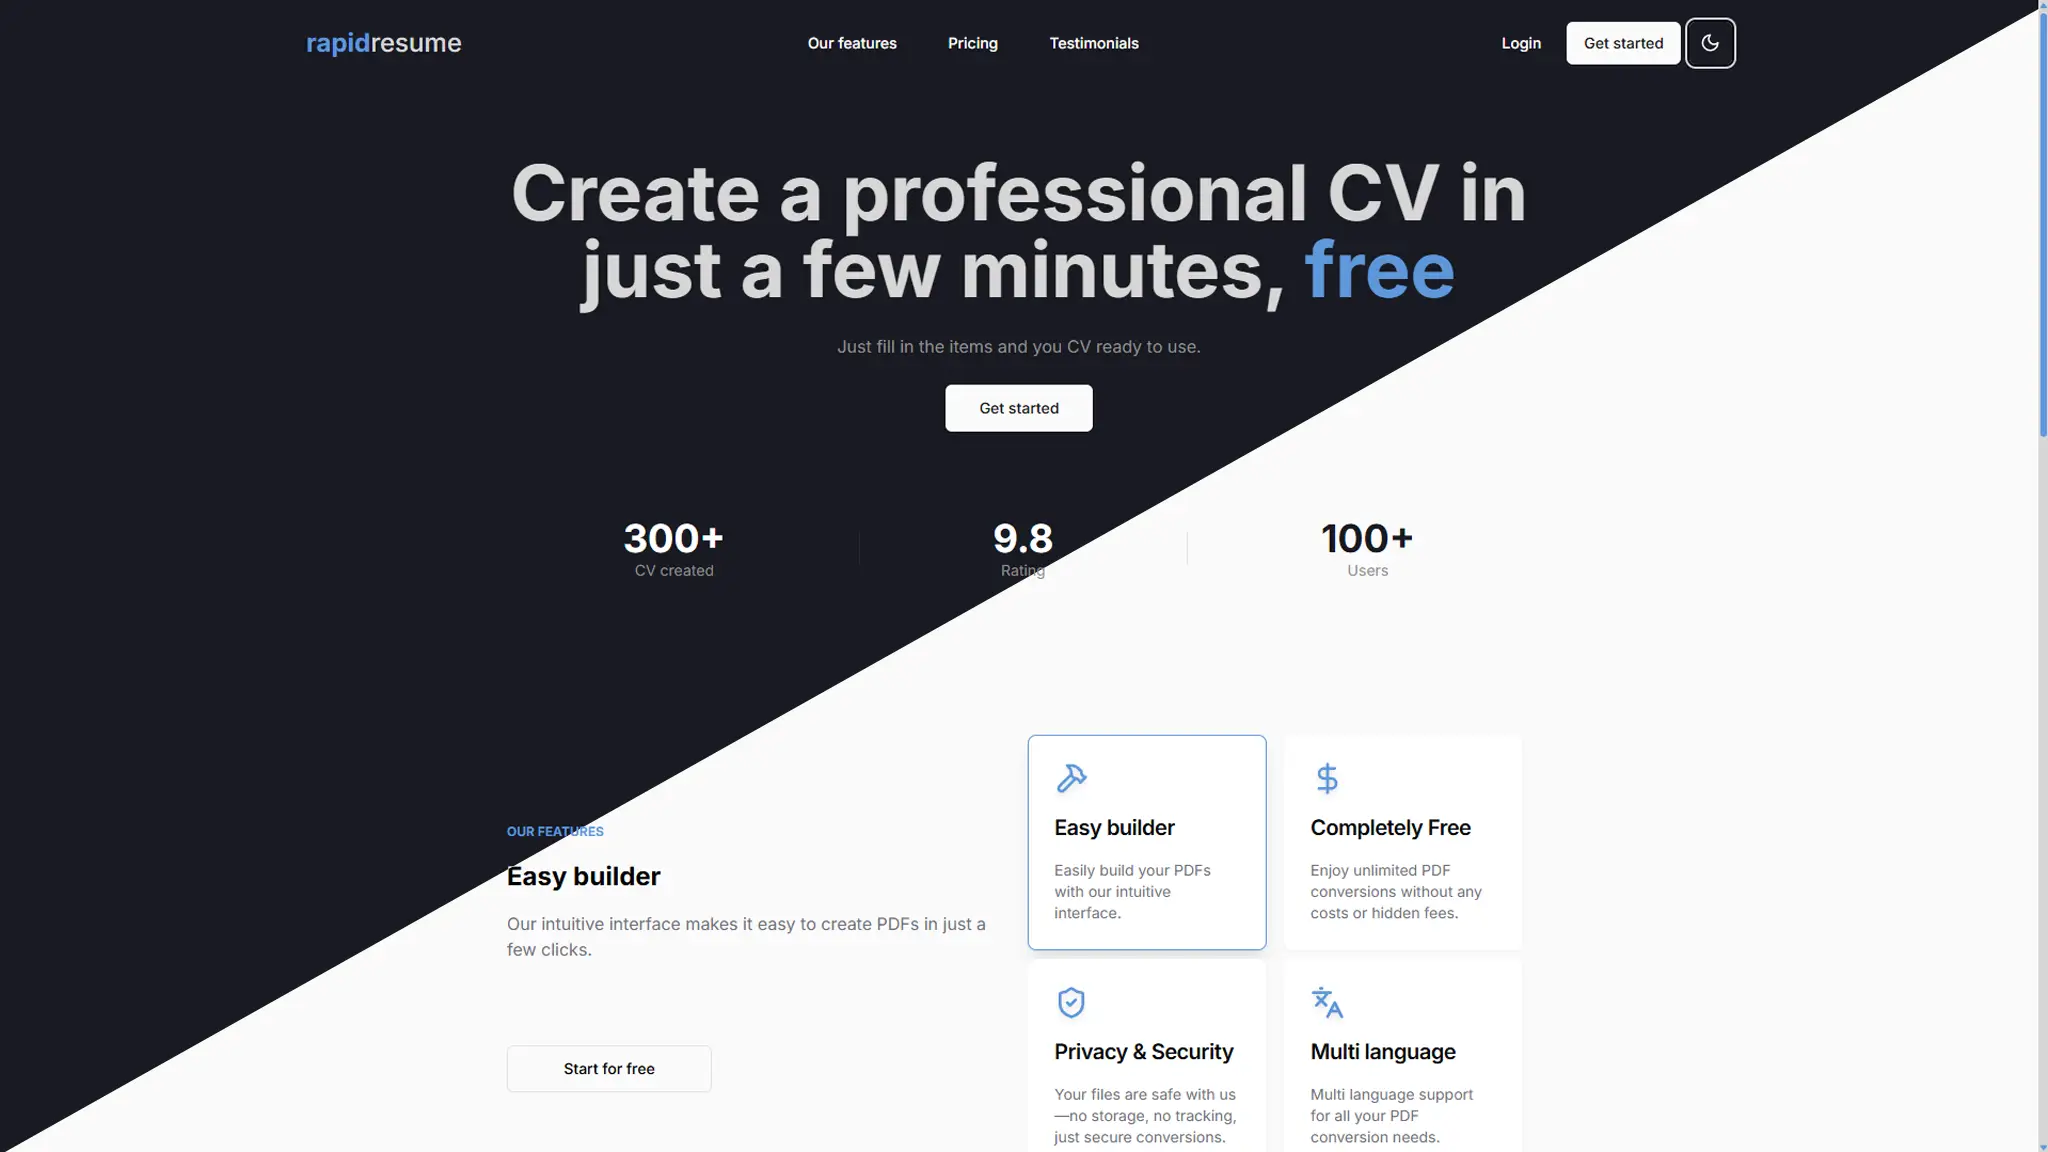 rapidresume
Our features
Pricing
Testimonials
Login
Get started
Create a professional CV in
just a few minutes, free
Just fill in the items and you CV ready to use.
Get started
300+
CV created
9.8
Rating
100+
Users
OUR FEATURES
Easy builder
Our intuitive interface makes it easy to create PDFs in just a
few clicks.
Start for free
Easy builder
Easily build your PDFs
with our intuitive
interface.
Completely Free
Enjoy unlimited PDF
conversions without any
costs or hidden fees.
Privacy & Security
Your files are safe with us
—no storage, no tracking,
just secure conversions.
Multi language
Multi language support
for all your PDF
conversion needs.